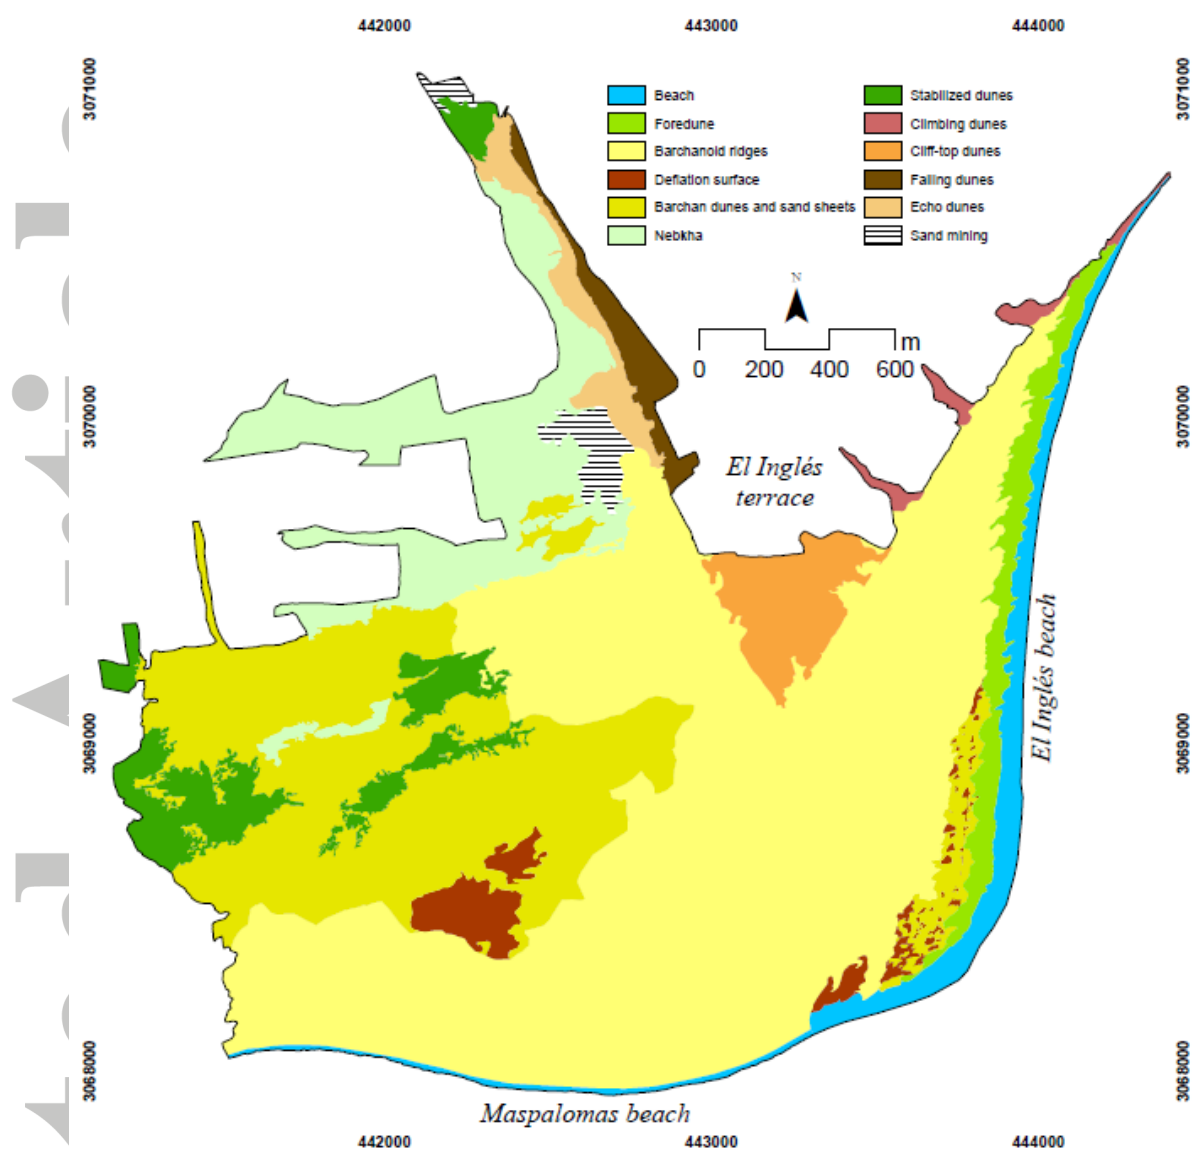 442000
443000
444000
3071000
3071000
Beach
Foredune
Barchanoid ridges
Deflation surface
Barchan dunes and sand sheets
Nebkha
Stabilized dunes
Climbing dunes
Cliff-top dunes
Falling dunes
Echo dunes
Sand mining
N
m
0 200 400 600
3070000
3070000
El Inglés
terrace
El Inglés beach
3069000
3069000
3068000
3068000
Maspalomas beach
442000
443000
444000